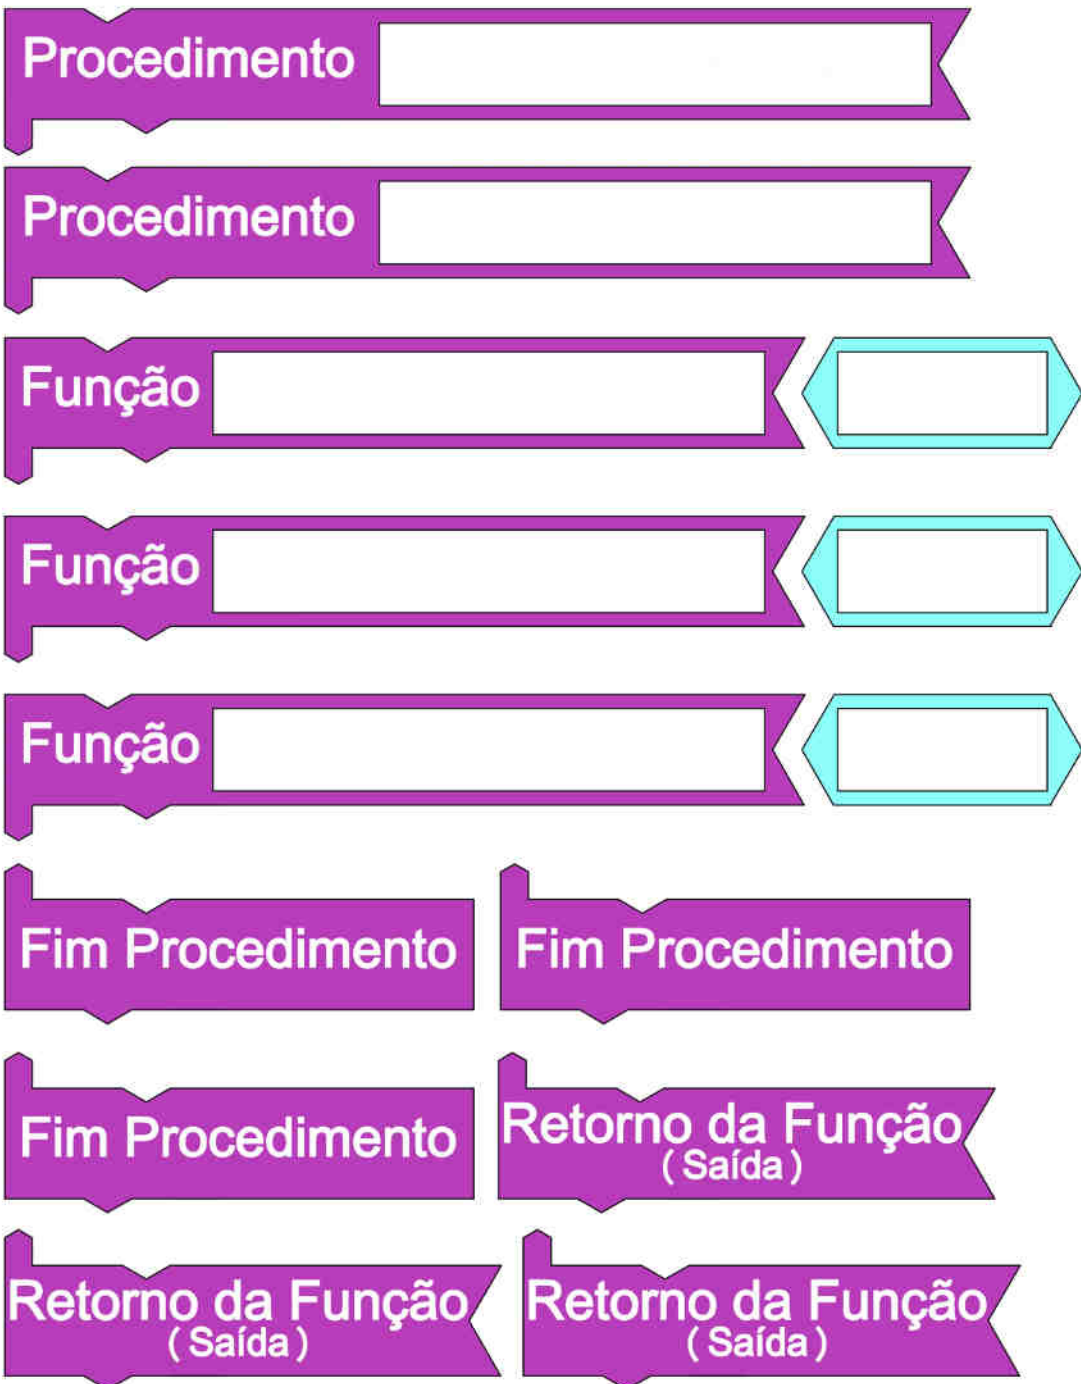 Procedimento
Procedimento
Função
Função
Função
Fim Procedimento
Fim Procedimento
Fim Procedimento
Retorno da Função
(Saída)
Retorno da Função
(Saída)
Retorno da Função
(Saída)